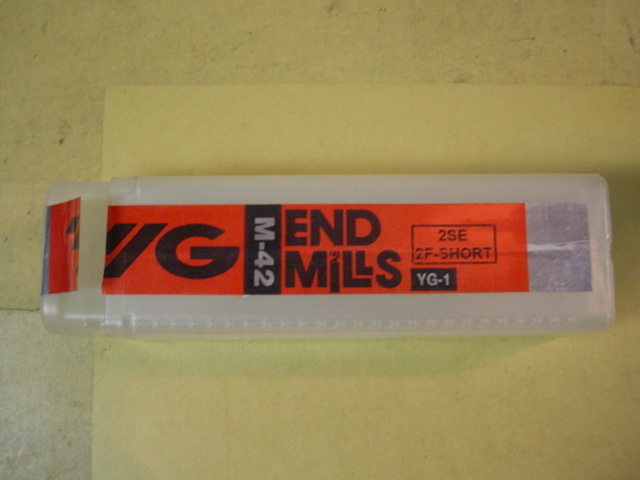 YG
M-42
END
MILLS
2SE
2F-SHORT
YG-1